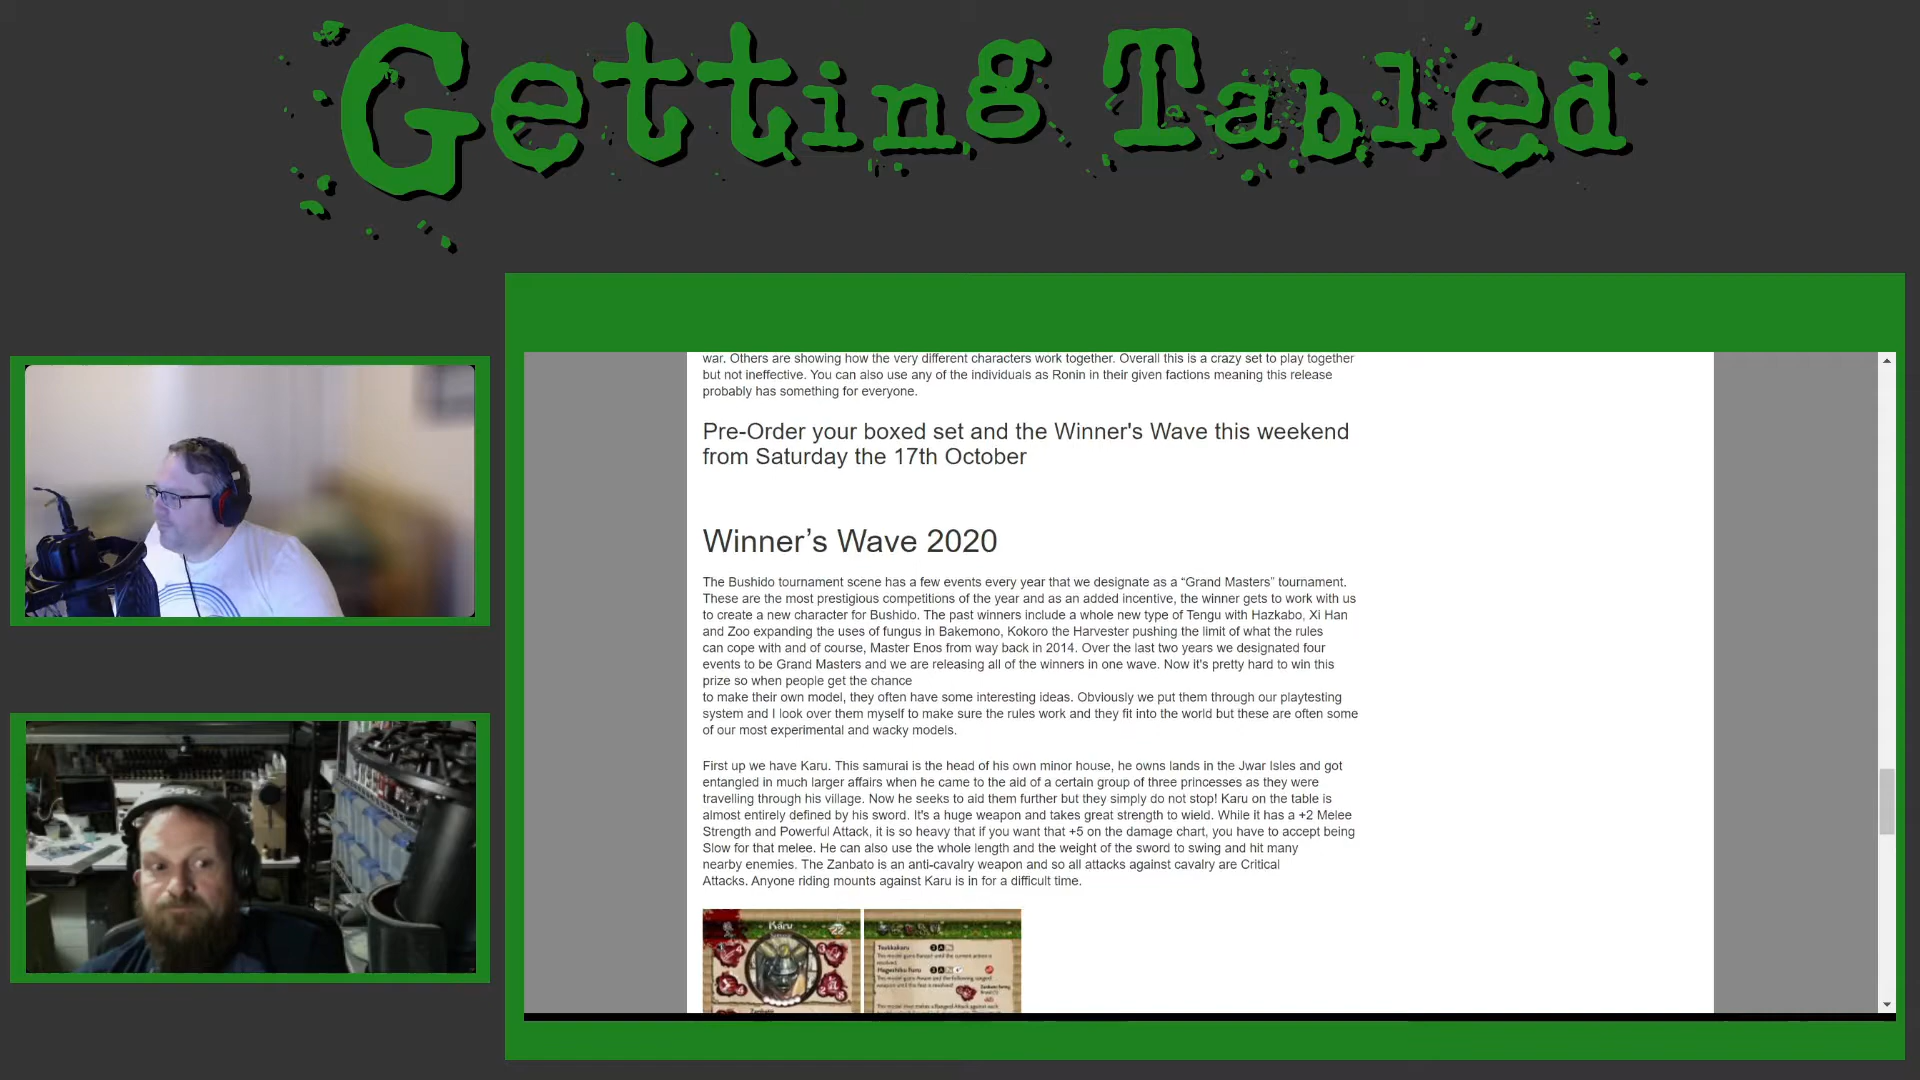 Getting Tabled
war. Others are showing how the very different characters work together. Overall this is a crazy set to play together
but not ineffective. You can also use any of the individuals as Ronin in their given factions meaning this release
probably has something for everyone.
Pre-Order your boxed set and the Winner's Wave this weekend
from Saturday the 17th October
Winner’s Wave 2020
The Bushido tournament scene has a few events every year that we designate as a “Grand Masters” tournament.
These are the most prestigious competitions of the year and as an added incentive, the winner gets to work with us
to create a new character for Bushido. The past winners include a whole new type of Tengu with Hazkabo, Xi Han
and Zoo expanding the uses of fungus in Bakemono, Kokoro the Harvester pushing the limit of what the rules
can cope with and of course, Master Enos from way back in 2014. Over the last two years we designated four
events to be Grand Masters and we are releasing all of the winners in one wave. Now it's pretty hard to win this
prize so when people get the chance
to make their own model, they often have some interesting ideas. Obviously we put them through our playtesting
system and I look over them myself to make sure the rules work and they fit into the world but these are often some
of our most experimental and wacky models.
First up we have Karu. This samurai is the head of his own minor house, he owns lands in the Jwar Isles and got
entangled in much larger affairs when he came to the aid of a certain group of three princesses as they were
travelling through his village. Now he seeks to aid them further but they simply do not stop! Karu on the table is
almost entirely defined by his sword. It's a huge weapon and takes great strength to wield. While it has a +2 Melee
Strength and Powerful Attack, it is so heavy that if you want that +5 on the damage chart, you have to accept being
Slow for that melee. He can also use the whole length and the weight of the sword to swing and hit many
nearby enemies. The Zanbato is an anti-cavalry weapon and so all attacks against cavalry are Critical
Attacks. Anyone riding mounts against Karu is in for a difficult time.
Karu
Zanbato